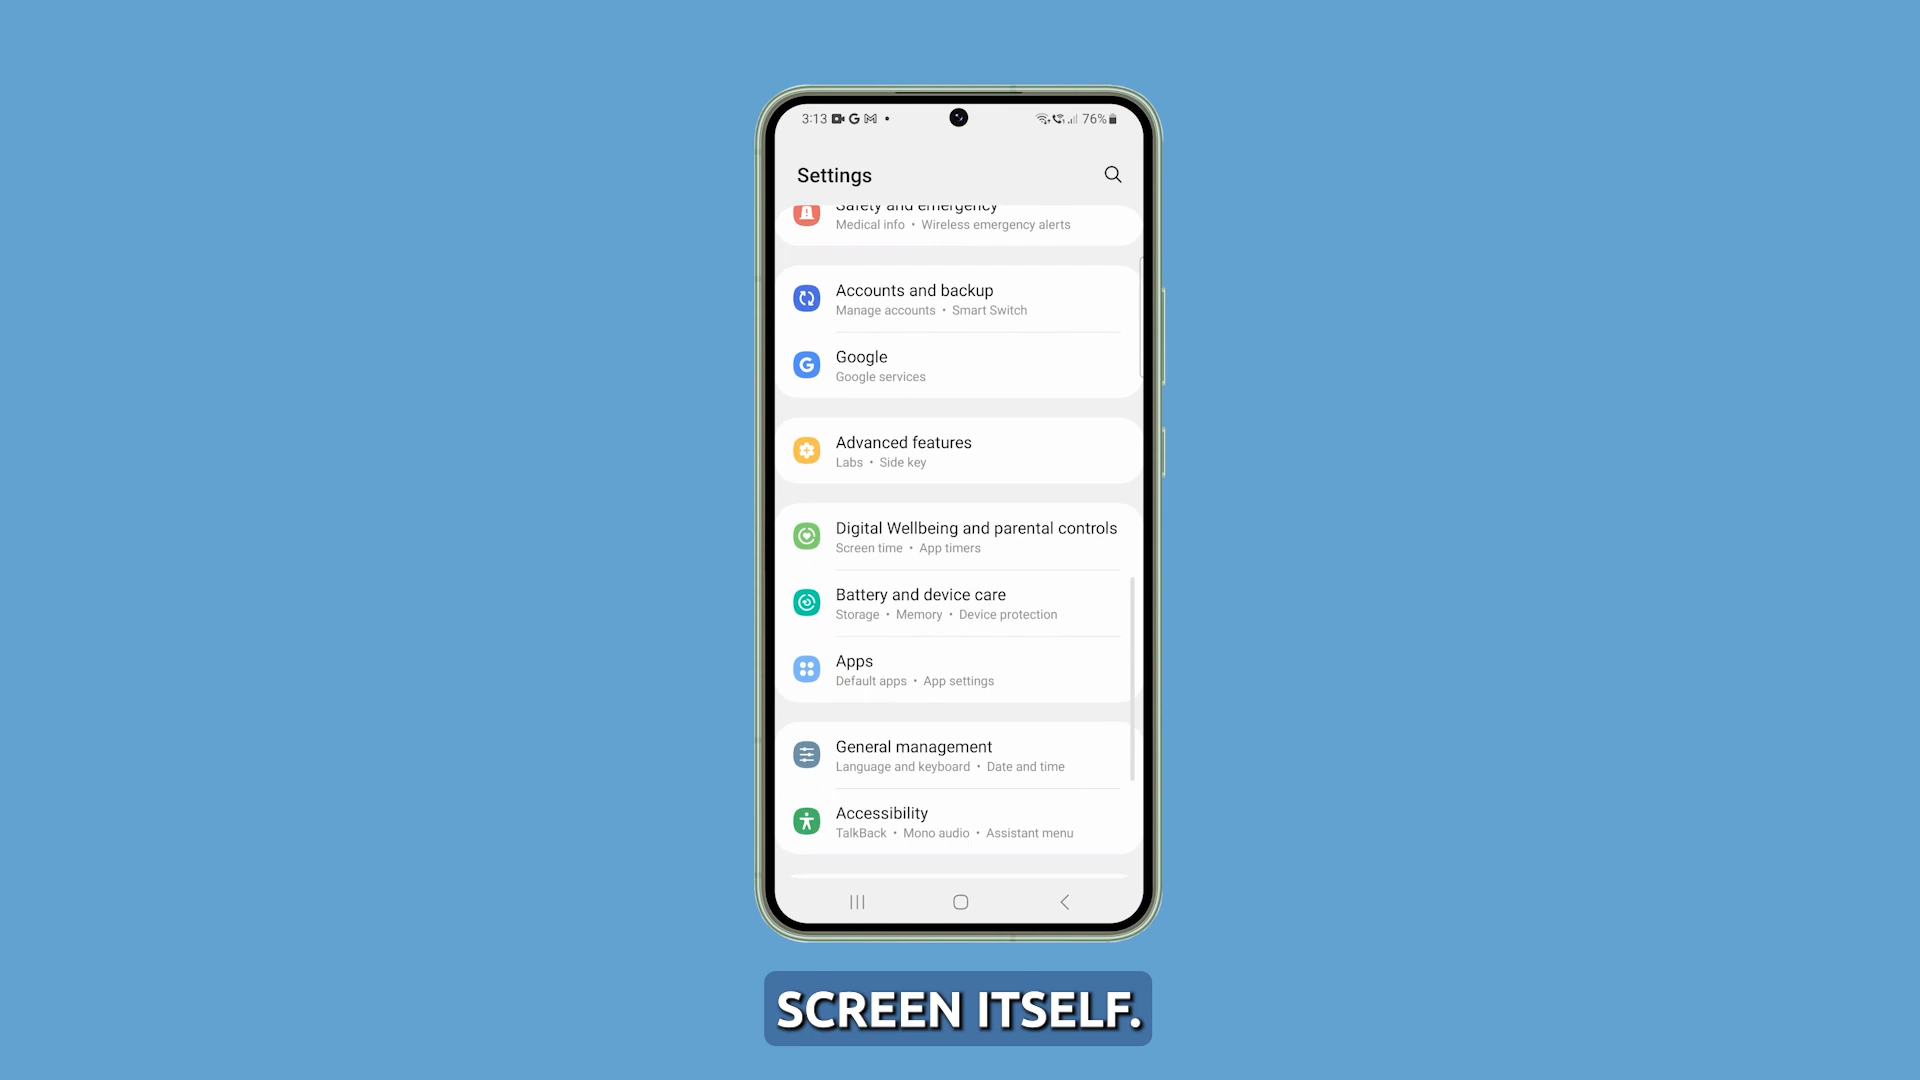 3:13
76%
Settings
Safety and emergency
Medical info • Wireless emergency alerts
Accounts and backup
Manage accounts • Smart Switch
Google
Google services
Advanced features
Labs • Side key
Digital Wellbeing and parental controls
Screen time • App timers
Battery and device care
Storage • Memory • Device protection
Apps
Default apps • App settings
General management
Language and keyboard • Date and time
Accessibility
TalkBack • Mono audio • Assistant menu
SCREEN ITSELF.